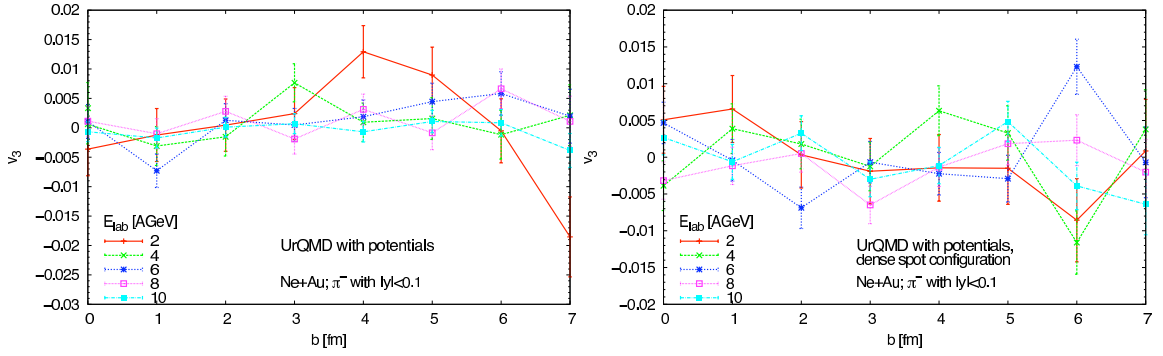 0.02
0.015
0.01
0.005
0
−0.005
−0.01
−0.015
−0.02
−0.025
−0.03
v₃
0 1 2 3 4 5 6 7
b [fm]
E_lab [AGeV]
2
4
6
8
10
UrQMD with potentials
Ne+Au; π⁻ with |y|<0.1
0.02
0.015
0.01
0.005
0
−0.005
−0.01
−0.015
−0.02
v₃
0 1 2 3 4 5 6 7
b [fm]
E_lab [AGeV]
2
4
6
8
10
UrQMD with potentials,
dense spot configuration
Ne+Au; π⁻ with |y|<0.1